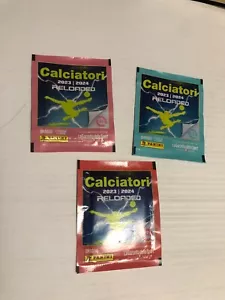 Calciatori
2023 | 2024
RELOADED
PANINI
Calciatori
2023 | 2024
RELOADED
PANINI
Calciatori
2023 | 2024
RELOADED
PANINI